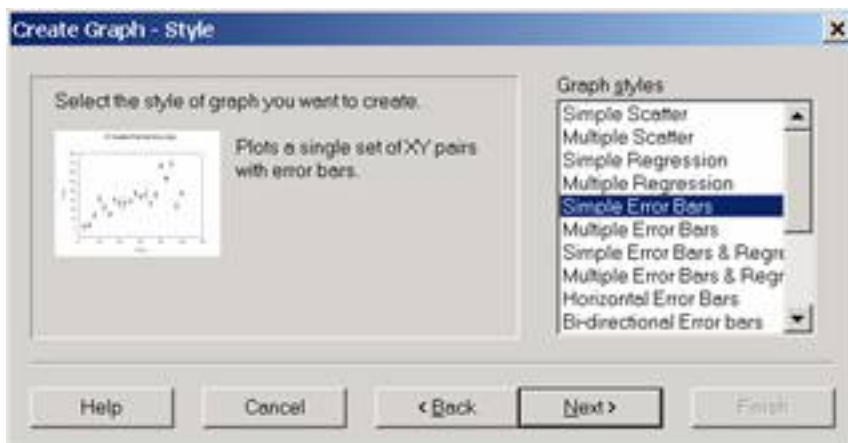 Create Graph - Style
Select the style of graph you want to create.
Plots a single set of XY pairs
with error bars.
Graph styles
Simple Scatter
Multiple Scatter
Simple Regression
Multiple Regression
Simple Error Bars
Multiple Error Bars
Simple Error Bars & Regre
Multiple Error Bars & Regr
Horizontal Error Bars
Bi-directional Error bars
Help
Cancel
< Back
Next >
Finish